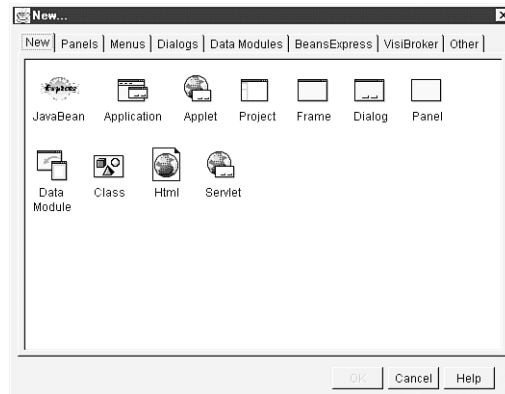 New...
New Panels Menus Dialogs Data Modules BeansExpress VisiBroker Other
Express
JavaBean Application Applet Project Frame Dialog Panel
Data Module Class Html Servlet
OK Cancel Help